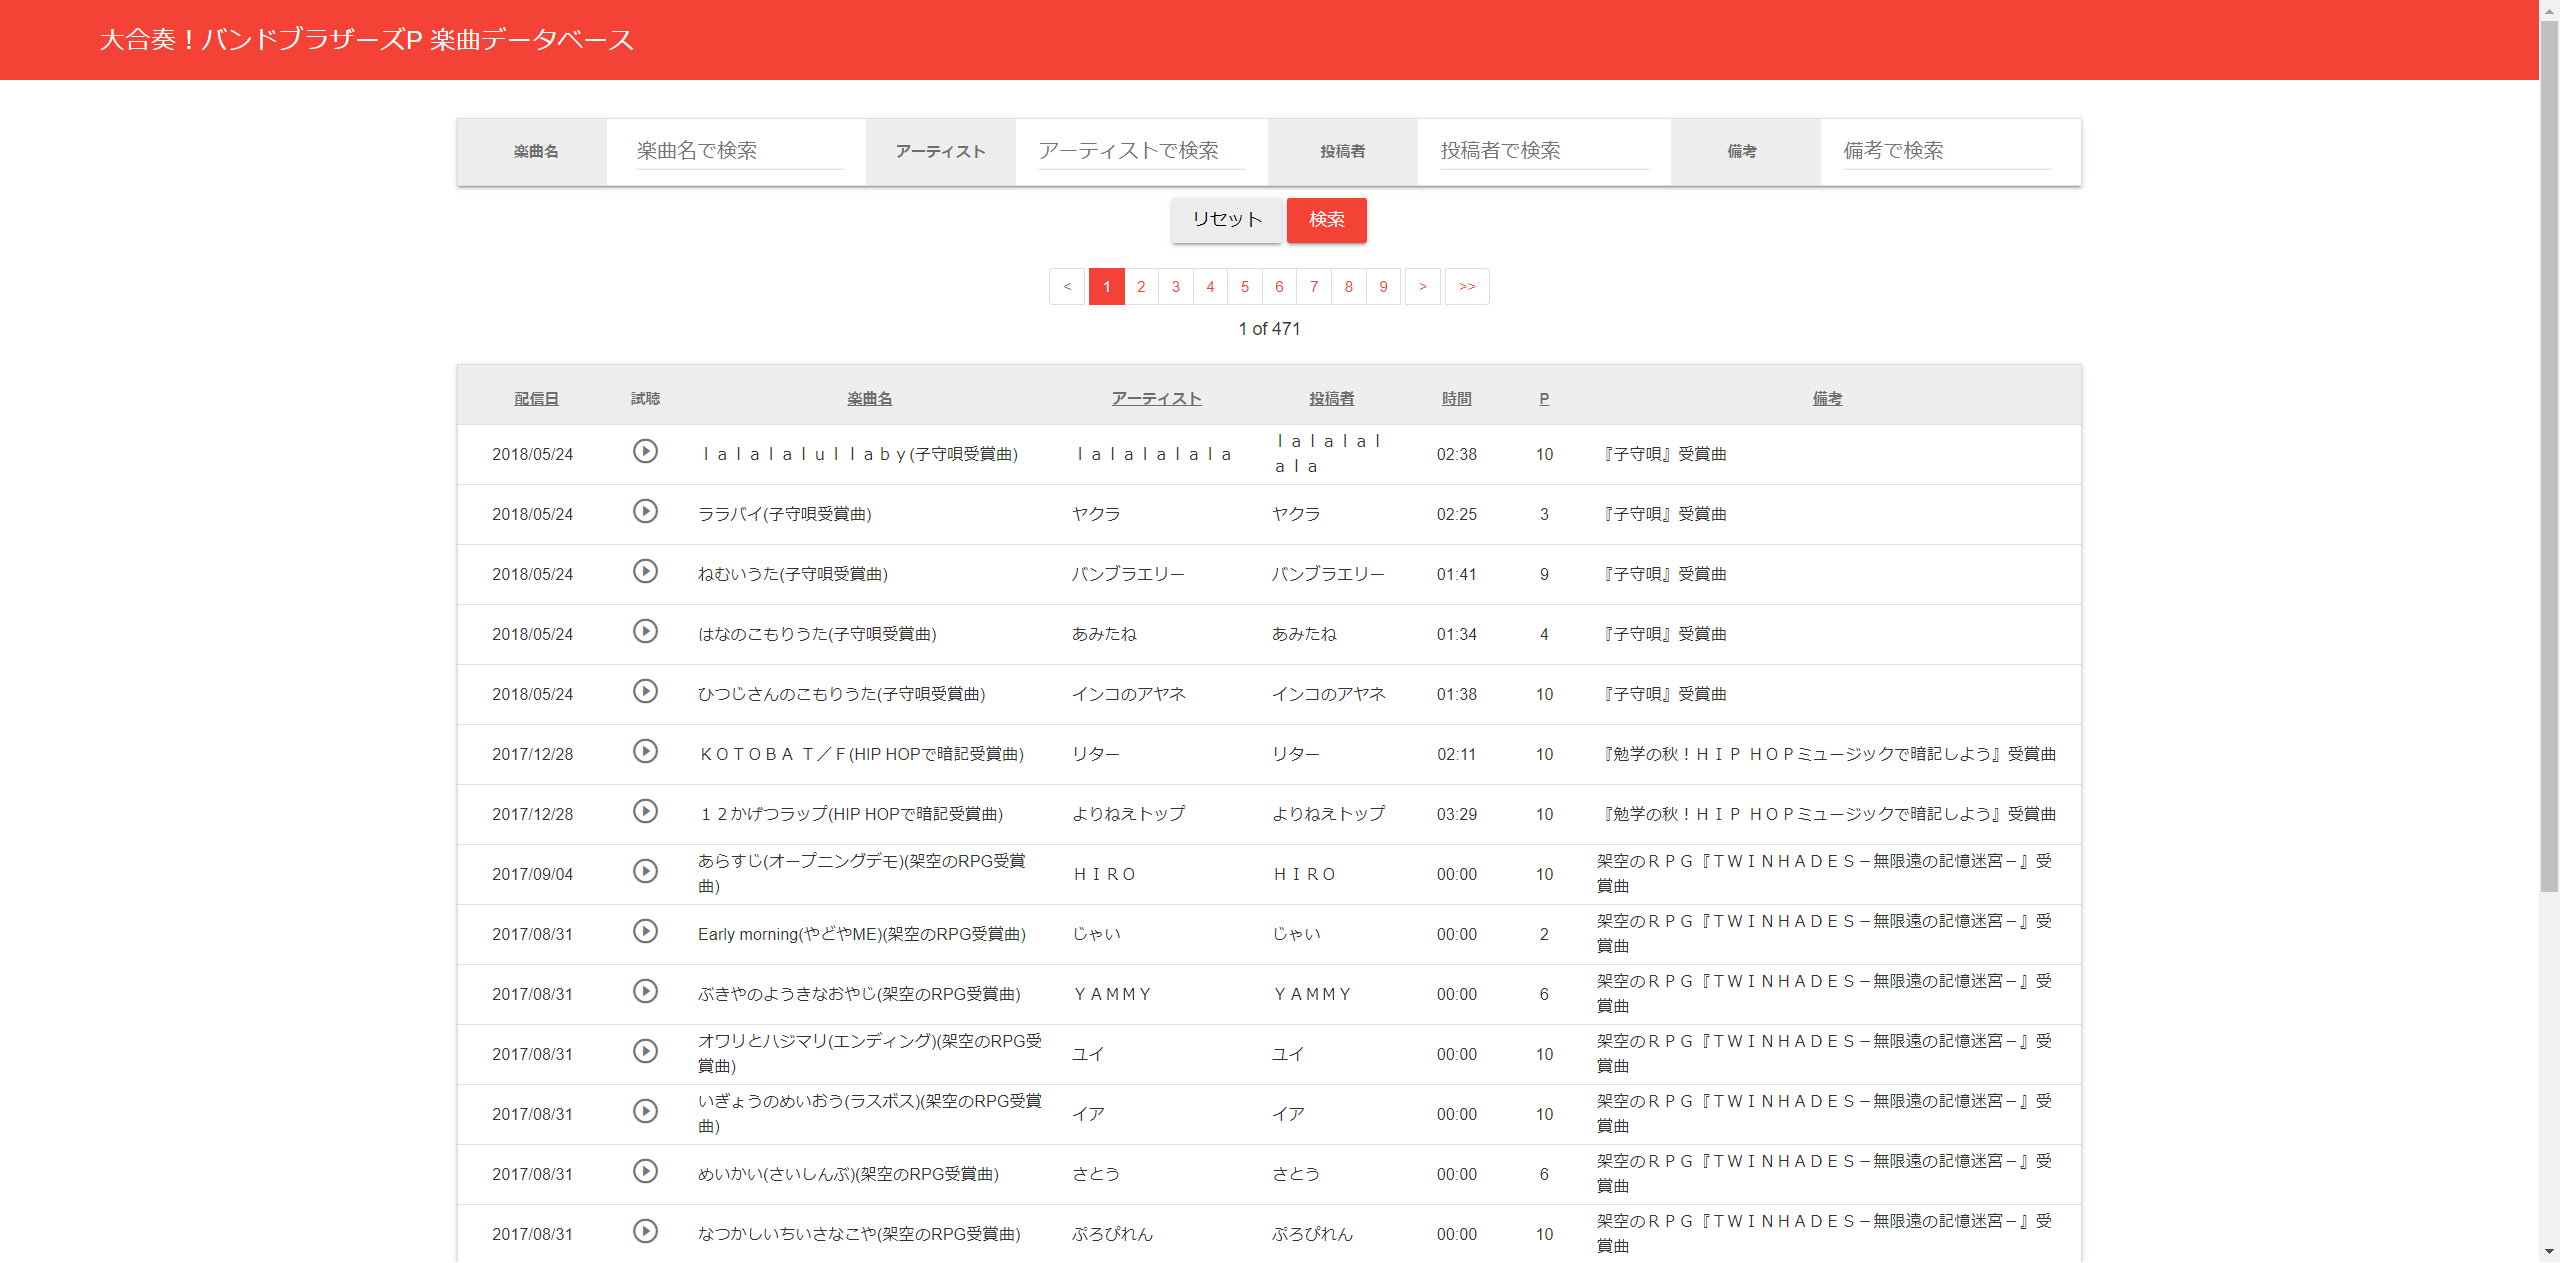 大合奏！バンドブラザーズP 楽曲データベース
楽曲名 楽曲名で検索 アーティスト アーティストで検索 投稿者 投稿者で検索 備考 備考で検索
リセット 検索
< 1 2 3 4 5 6 7 8 9 > >>
1 of 471
配信日 試聴 楽曲名 アーティスト 投稿者 時間 P 備考
2018/05/24 ｌａｌａｌａｌｕｌｌａｂｙ(子守唄受賞曲) ｌａｌａｌａｌａｌａ ｌａｌａｌａｌ
ａｌａ 02:38 10 『子守唄』受賞曲
2018/05/24 ララバイ(子守唄受賞曲) ヤクラ ヤクラ 02:25 3 『子守唄』受賞曲
2018/05/24 ねむいうた(子守唄受賞曲) バンブラエリー バンブラエリー 01:41 9 『子守唄』受賞曲
2018/05/24 はなのこもりうた(子守唄受賞曲) あみたね あみたね 01:34 4 『子守唄』受賞曲
2018/05/24 ひつじさんのこもりうた(子守唄受賞曲) インコのアヤネ インコのアヤネ 01:38 10 『子守唄』受賞曲
2017/12/28 ＫＯＴＯＢＡ Ｔ／Ｆ(HIP HOPで暗記受賞曲) リター リター 02:11 10 『勉学の秋！ＨＩＰ ＨＯＰミュージックで暗記しよう』受賞曲
2017/12/28 １２かげつラップ(HIP HOPで暗記受賞曲) よりねえトップ よりねえトップ 03:29 10 『勉学の秋！ＨＩＰ ＨＯＰミュージックで暗記しよう』受賞曲
2017/09/04 あらすじ(オープニングデモ)(架空のRPG受賞
曲) ＨＩＲＯ ＨＩＲＯ 00:00 10 架空のＲＰＧ『ＴＷＩＮＨＡＤＥＳ－無限遠の記憶迷宮－』受
賞曲
2017/08/31 Early morning(やどやME)(架空のRPG受賞曲) じゃい じゃい 00:00 2 架空のＲＰＧ『ＴＷＩＮＨＡＤＥＳ－無限遠の記憶迷宮－』受
賞曲
2017/08/31 ぶきやのようきなおやじ(架空のRPG受賞曲) ＹＡＭＭＹ ＹＡＭＭＹ 00:00 6 架空のＲＰＧ『ＴＷＩＮＨＡＤＥＳ－無限遠の記憶迷宮－』受
賞曲
2017/08/31 オワリとハジマリ(エンディング)(架空のRPG受
賞曲) ユイ ユイ 00:00 10 架空のＲＰＧ『ＴＷＩＮＨＡＤＥＳ－無限遠の記憶迷宮－』受
賞曲
2017/08/31 いぎょうのめいおう(ラスボス)(架空のRPG受賞
曲) イア イア 00:00 10 架空のＲＰＧ『ＴＷＩＮＨＡＤＥＳ－無限遠の記憶迷宮－』受
賞曲
2017/08/31 めいかい(さいしんぶ)(架空のRPG受賞曲) さとう さとう 00:00 6 架空のＲＰＧ『ＴＷＩＮＨＡＤＥＳ－無限遠の記憶迷宮－』受
賞曲
2017/08/31 なつかしいちいさなこや(架空のRPG受賞曲) ぷろぴれん ぷろぴれん 00:00 10 架空のＲＰＧ『ＴＷＩＮＨＡＤＥＳ－無限遠の記憶迷宮－』受
賞曲